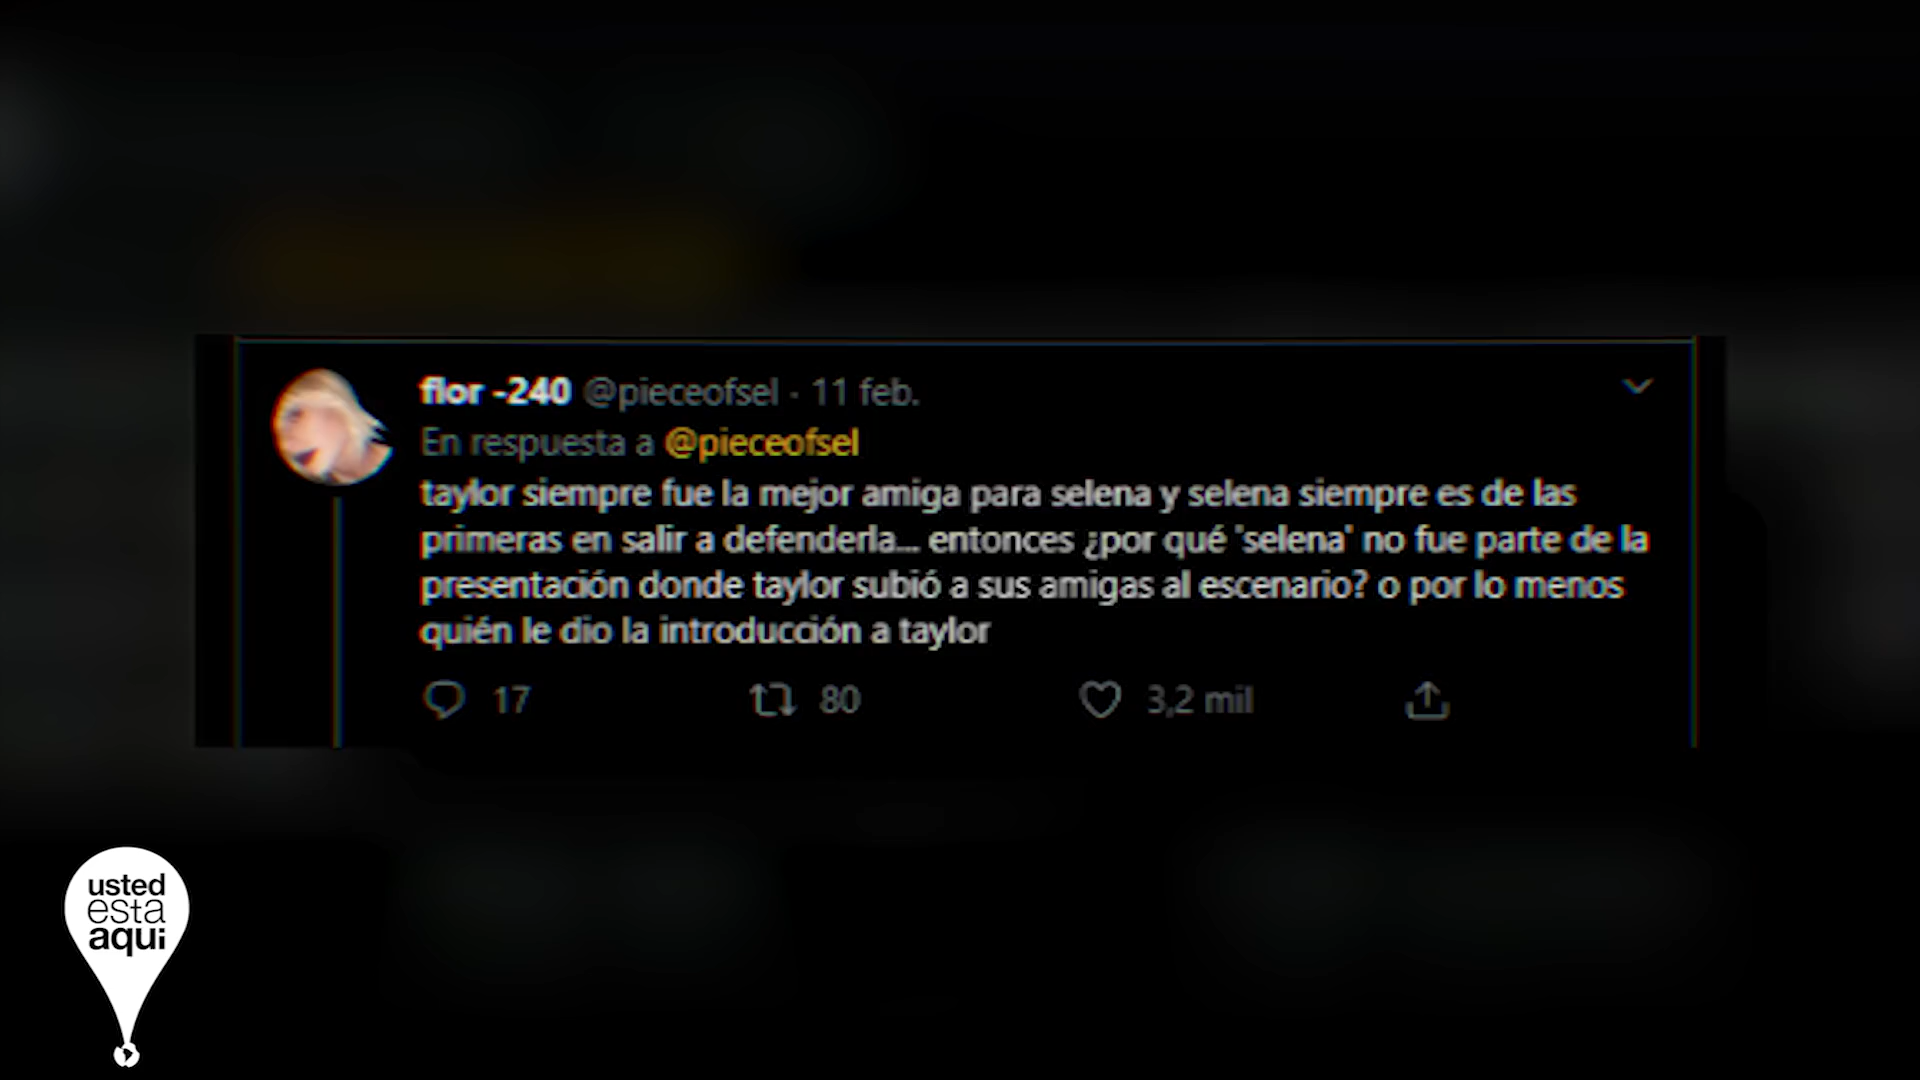 flor -240 @pieceofsel · 11 feb.
En respuesta a @pieceofsel
taylor siempre fue la mejor amiga para selena y selena siempre es de las
primeras en salir a defenderla... entonces ¿por qué 'selena' no fue parte de la
presentación donde taylor subió a sus amigas al escenario? o por lo menos
quién le dio la introducción a taylor
17 80 3,2 mil
usted
esta
aqui